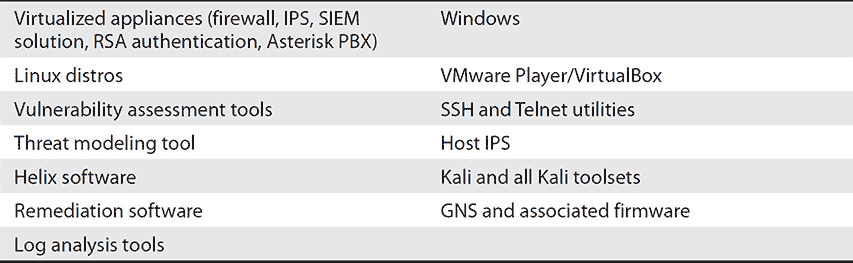 Virtualized appliances (firewall, IPS, SIEM
solution, RSA authentication, Asterisk PBX)
Windows
Linux distros
VMware Player/VirtualBox
Vulnerability assessment tools
SSH and Telnet utilities
Threat modeling tool
Host IPS
Helix software
Kali and all Kali toolsets
Remediation software
GNS and associated firmware
Log analysis tools